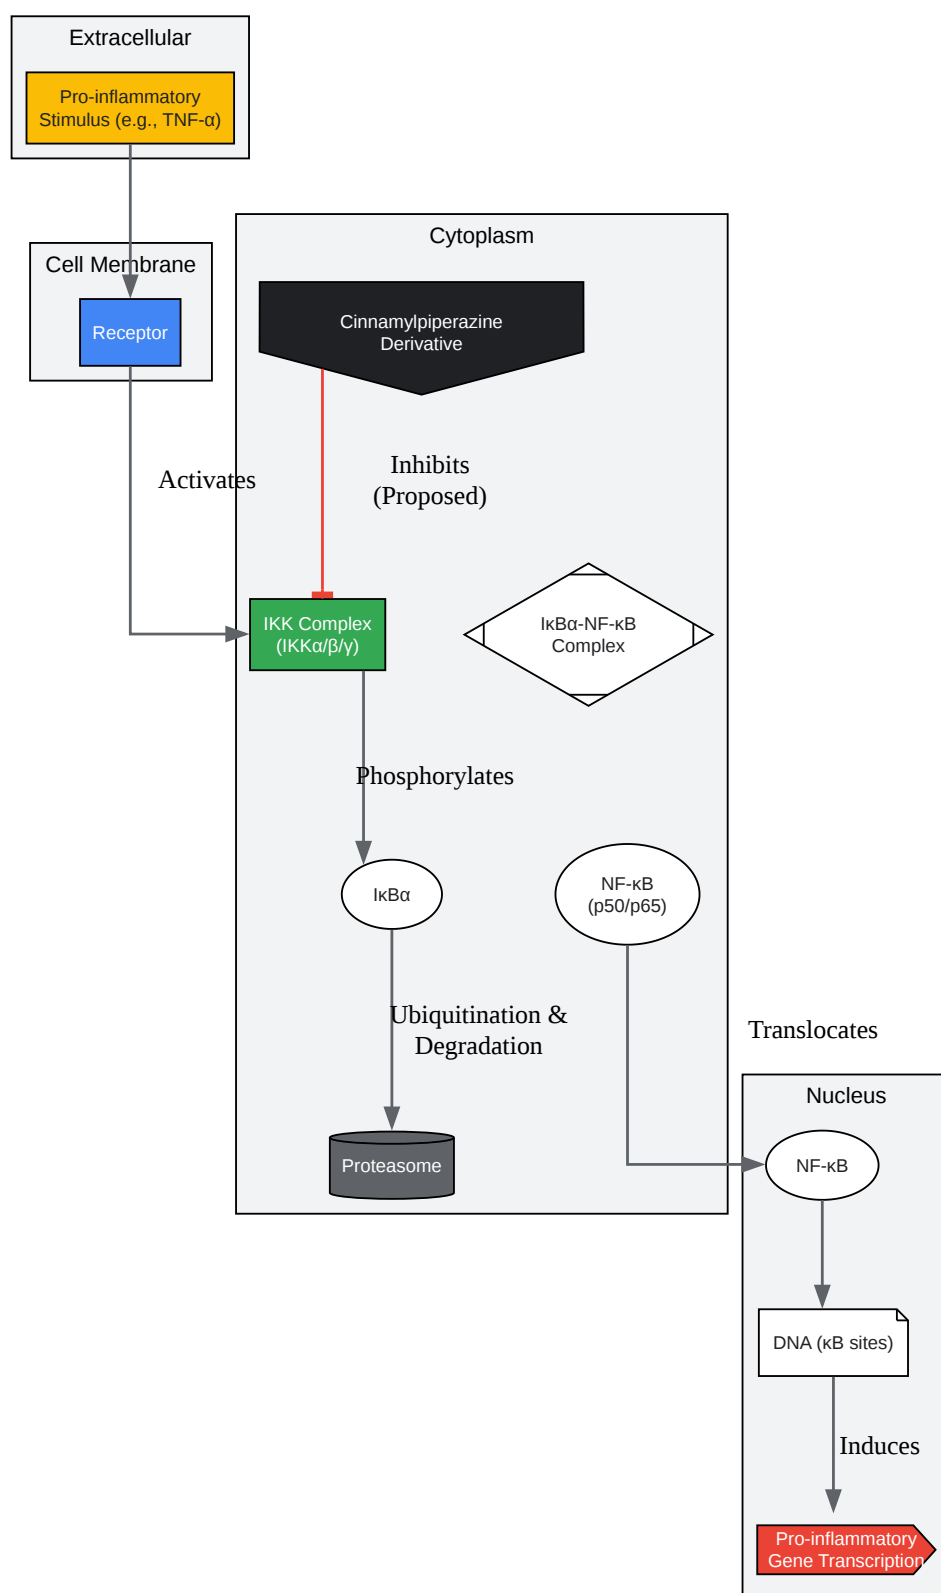 Extracellular
Pro-inflammatory
Stimulus (e.g., TNF-α)
Cell Membrane
Receptor
Activates
Cytoplasm
Cinnamylpiperazine
Derivative
Inhibits
(Proposed)
IKK Complex
(IKKα/β/γ)
IκBα-NF-κB
Complex
Phosphorylates
IκBα
NF-κB
(p50/p65)
Ubiquitination &
Degradation
Translocates
Proteasome
Nucleus
NF-κB
DNA (κB sites)
Induces
Pro-inflammatory
Gene Transcription